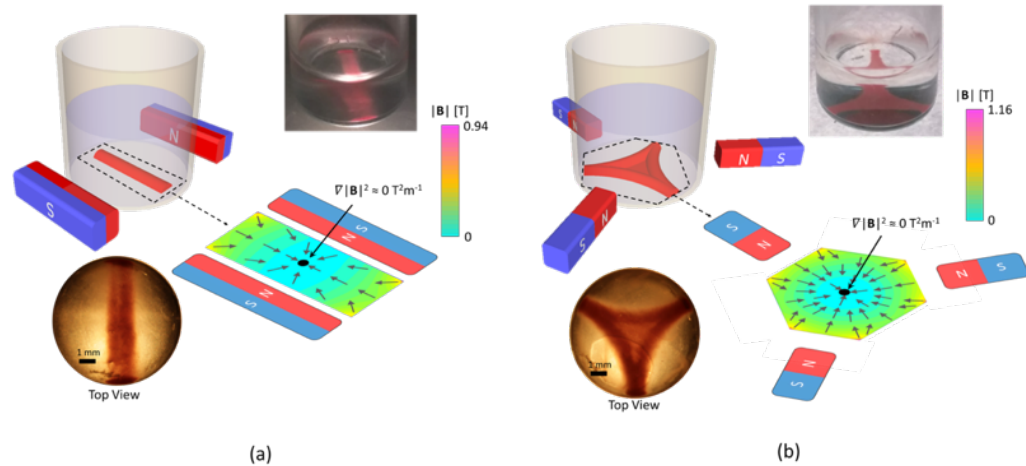 N
S
|B| [T]
0.94
0
∇|B|² ≈ 0 T²m⁻¹
S
N
N
S
1 mm
Top View
(a)
S
N
S
N
S
N
|B| [T]
1.16
0
∇|B|² ≈ 0 T²m⁻¹
S
N
N
S
N
S
1 mm
Top View
(b)